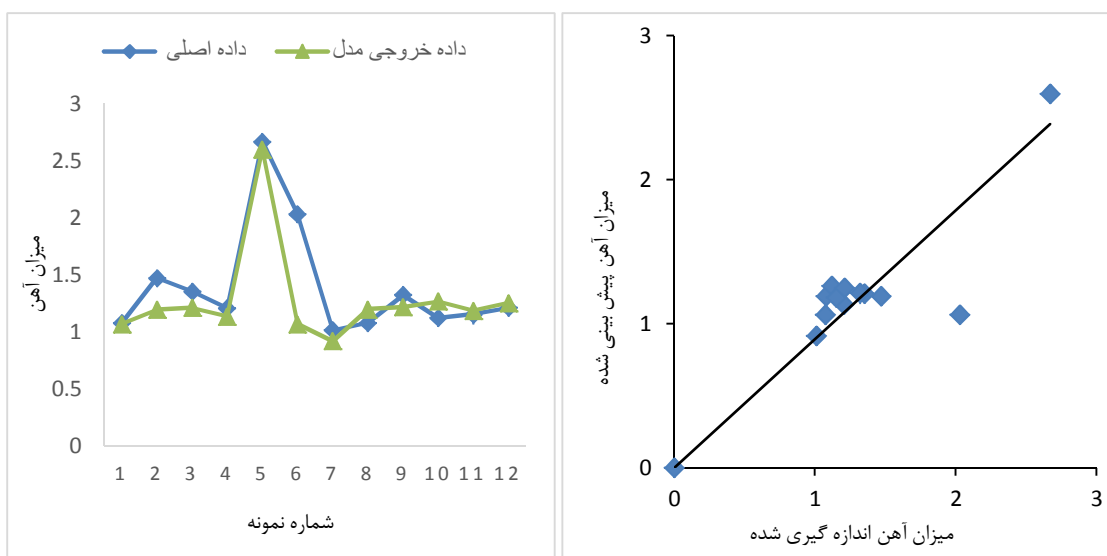 داده اصلی
داده خروجی مدل
3
2.5
2
1.5
1
0.5
0
میزان آهن
1 2 3 4 5 6 7 8 9 10 11 12
شماره نمونه
3
2
1
0
میزان آهن پیش بینی شده
0 1 2 3
میزان آهن اندازه گیری شده